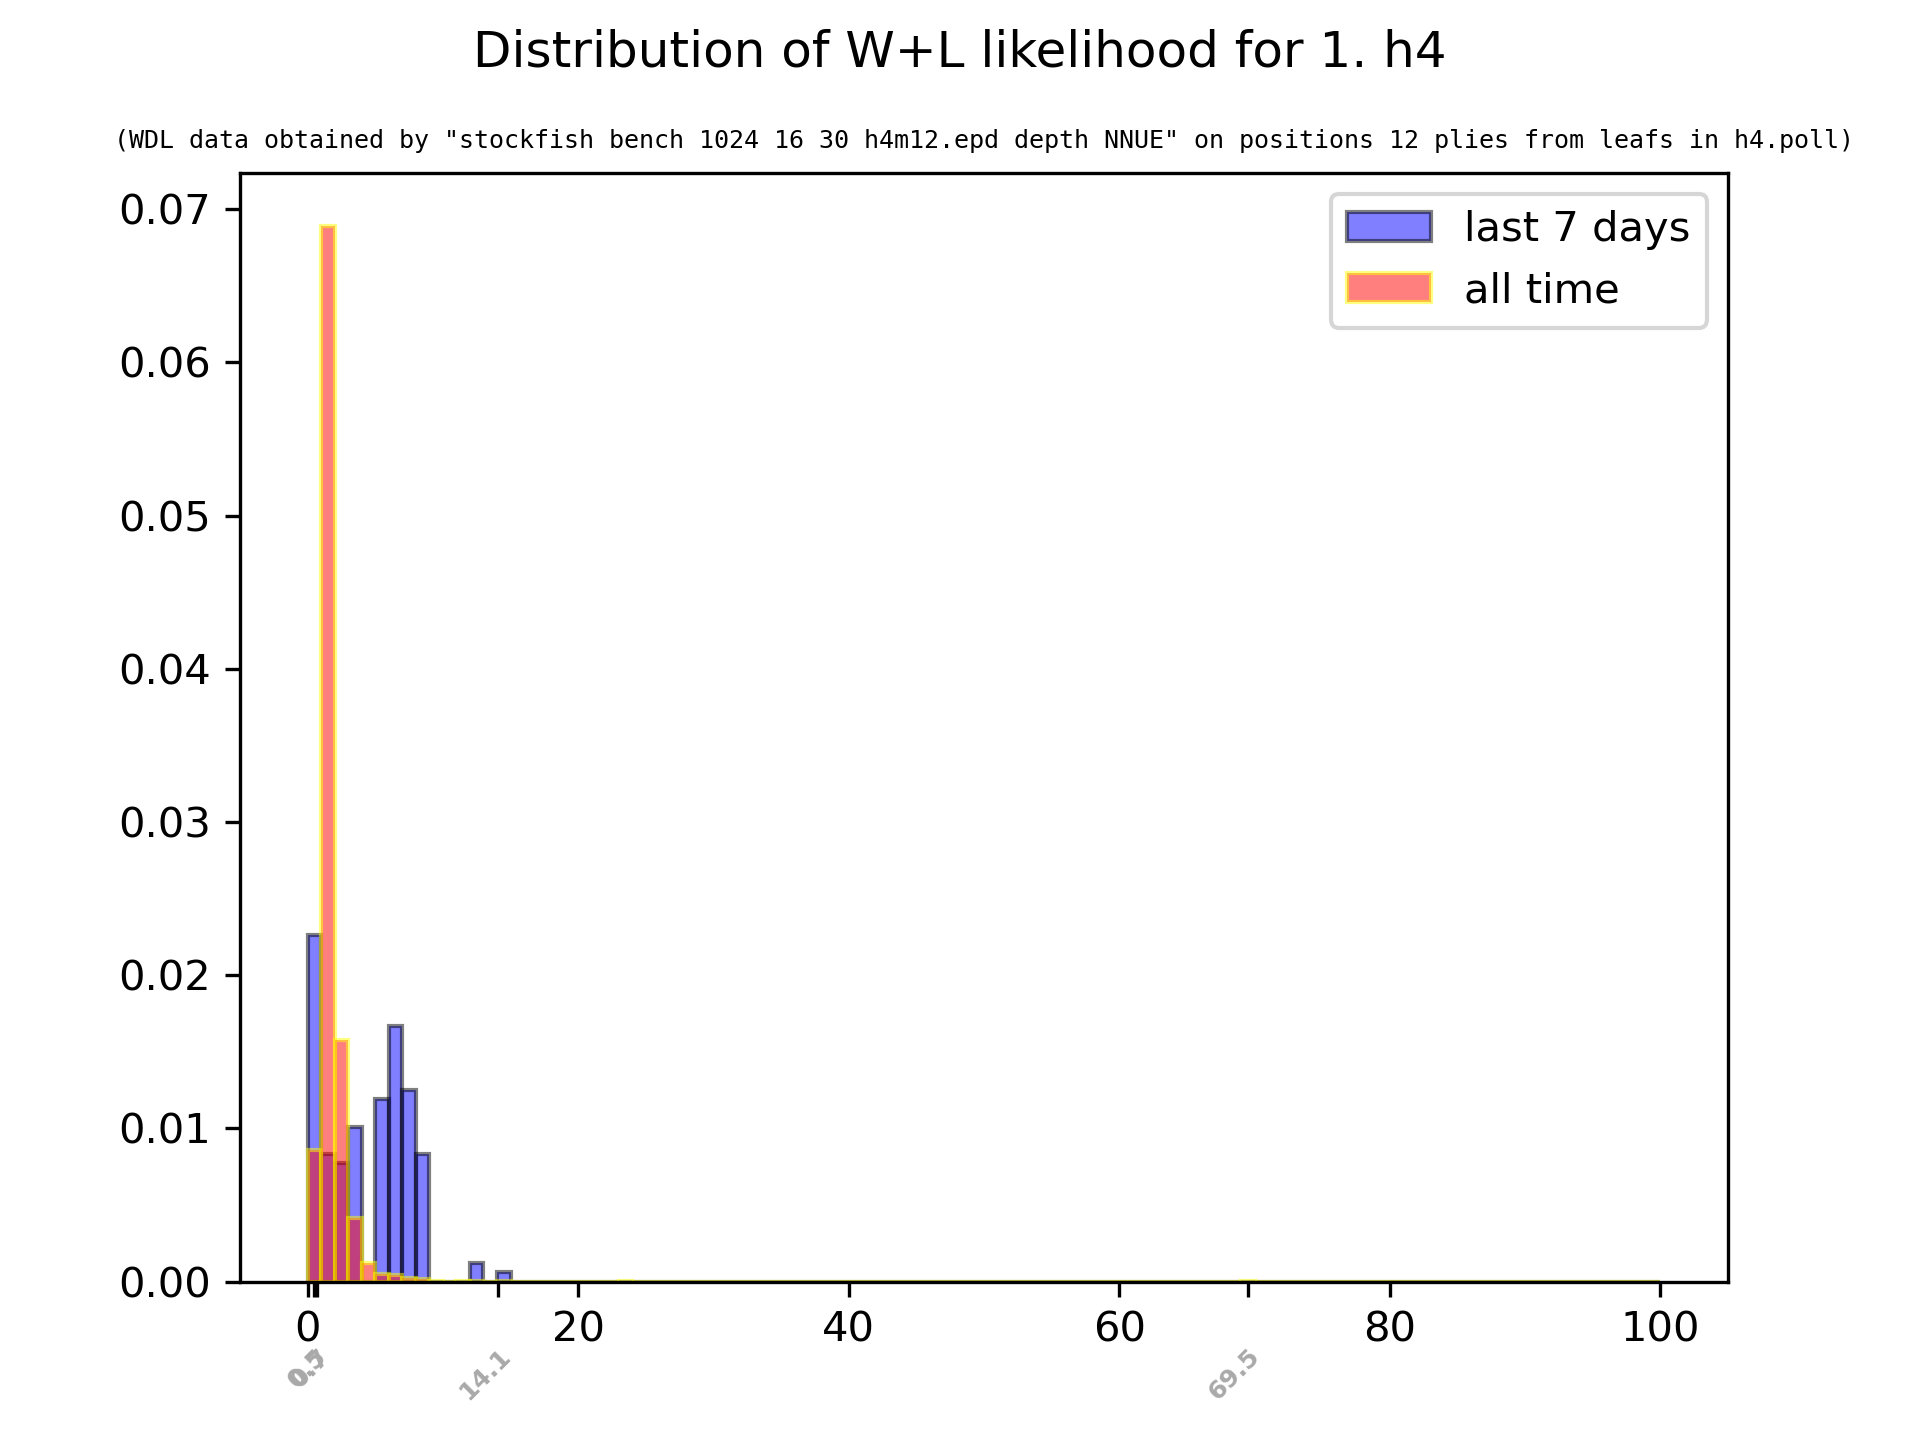 Distribution of W+L likelihood for 1. h4
(WDL data obtained by "stockfish bench 1024 16 30 h4m12.epd depth NNUE" on positions 12 plies from leafs in h4.poll)
last 7 days
all time
0.07
0.06
0.05
0.04
0.03
0.02
0.01
0.00
0 20 40 60 80 100
14.1 69.5